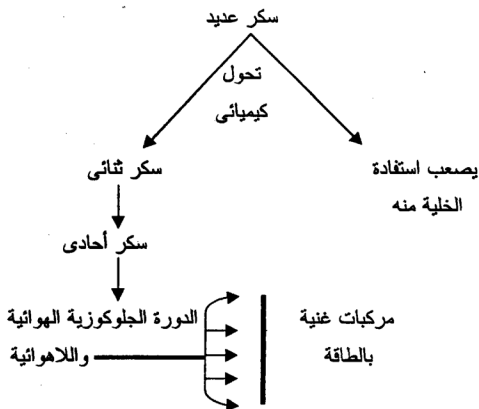 سكر عديد
تحول
كيميائى
يصعب استفادة
الخلية منه
سكر ثنائى
سكر أحادى
الدورة الجلوكوزية الهوائية
واللاهوائية
مركبات غنية
بالطاقة